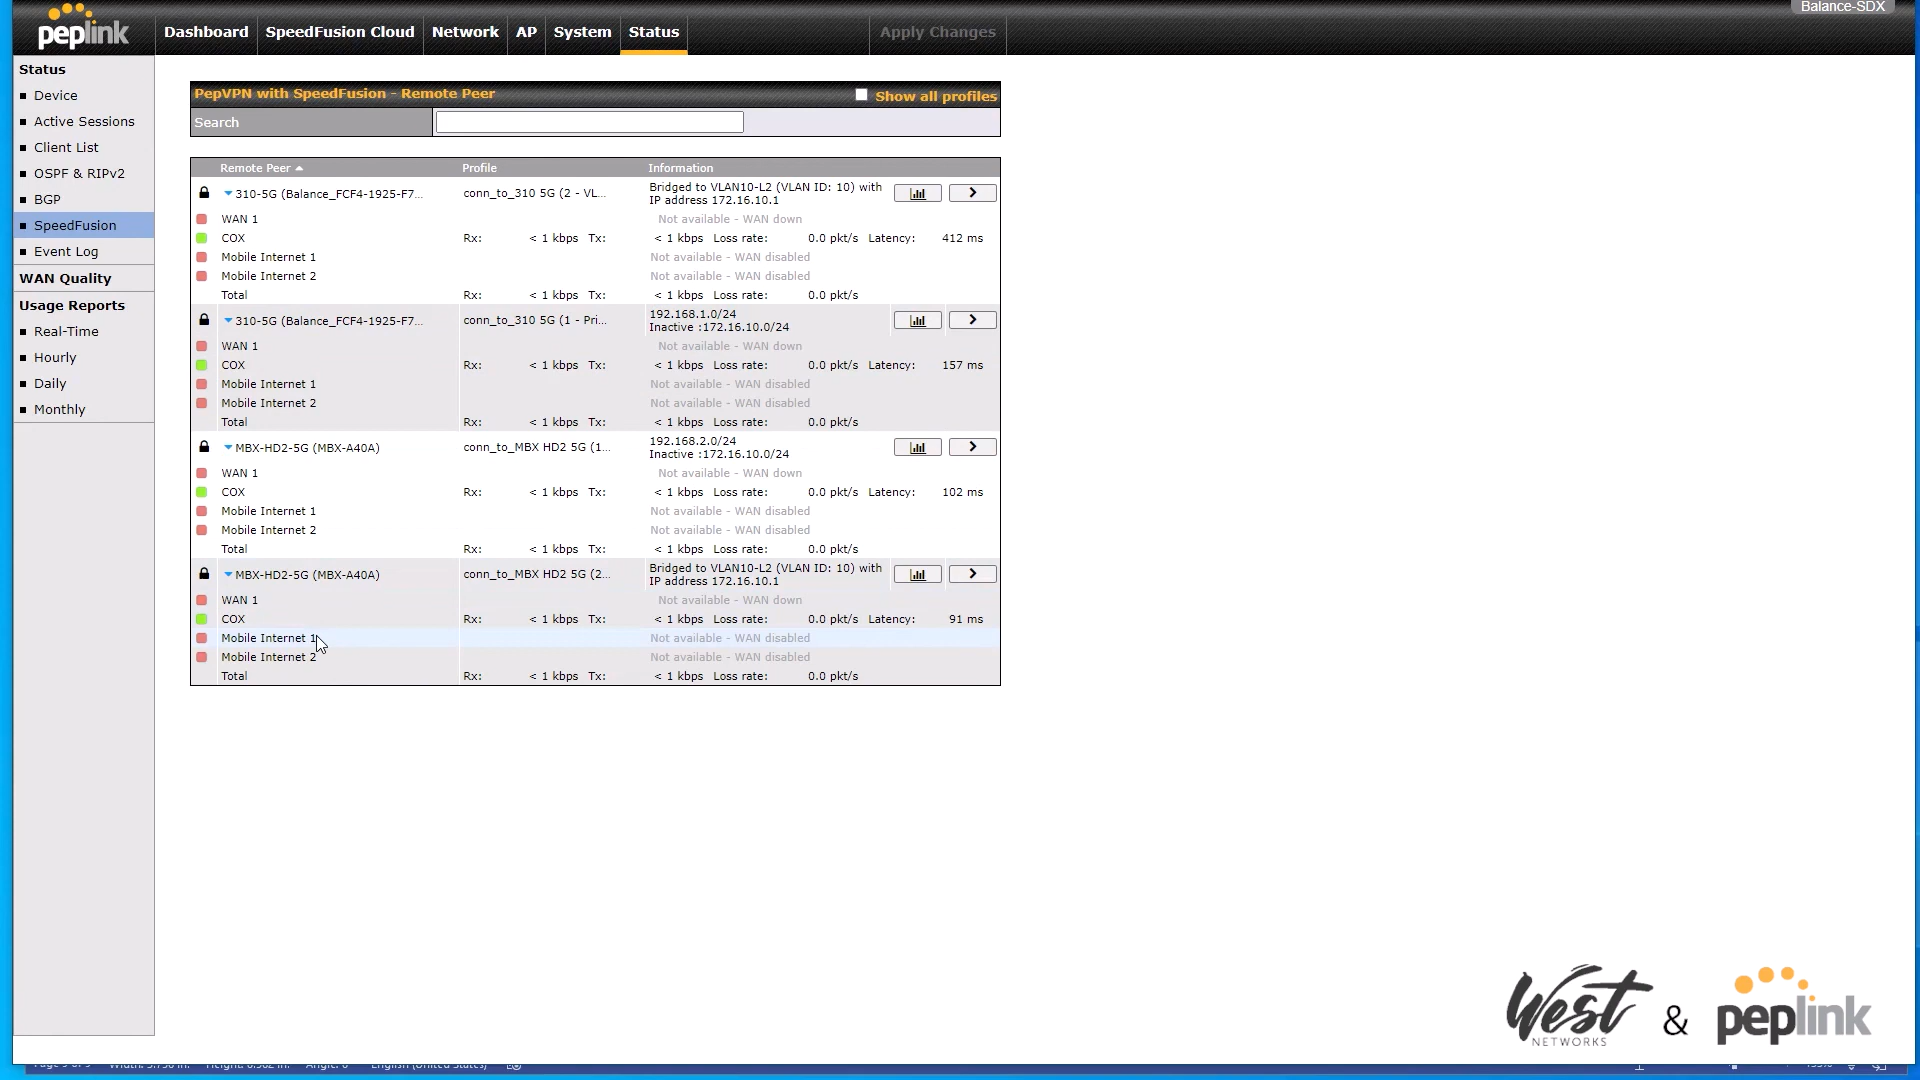 Balance-SDX
peplink
Dashboard SpeedFusion Cloud Network AP System Status Apply Changes
Status
Device
Active Sessions
Client List
OSPF & RIPv2
BGP
SpeedFusion
Event Log
WAN Quality
Usage Reports
Real-Time
Hourly
Daily
Monthly
PepVPN with SpeedFusion - Remote Peer Show all profiles
Search
Remote Peer Profile Information
310-5G (Balance_FCF4-1925-F7... conn_to_310 5G (2 - VL... Bridged to VLAN10-L2 (VLAN ID: 10) with
IP address 172.16.10.1
WAN 1 Not available - WAN down
COX Rx: < 1 kbps Tx: < 1 kbps Loss rate: 0.0 pkt/s Latency: 412 ms
Mobile Internet 1 Not available - WAN disabled
Mobile Internet 2 Not available - WAN disabled
Total Rx: < 1 kbps Tx: < 1 kbps Loss rate: 0.0 pkt/s
310-5G (Balance_FCF4-1925-F7... conn_to_310 5G (1 - Pri... 192.168.1.0/24
Inactive :172.16.10.0/24
WAN 1 Not available - WAN down
COX Rx: < 1 kbps Tx: < 1 kbps Loss rate: 0.0 pkt/s Latency: 157 ms
Mobile Internet 1 Not available - WAN disabled
Mobile Internet 2 Not available - WAN disabled
Total Rx: < 1 kbps Tx: < 1 kbps Loss rate: 0.0 pkt/s
MBX-HD2-5G (MBX-A40A) conn_to_MBX HD2 5G (1... 192.168.2.0/24
Inactive :172.16.10.0/24
WAN 1 Not available - WAN down
COX Rx: < 1 kbps Tx: < 1 kbps Loss rate: 0.0 pkt/s Latency: 102 ms
Mobile Internet 1 Not available - WAN disabled
Mobile Internet 2 Not available - WAN disabled
Total Rx: < 1 kbps Tx: < 1 kbps Loss rate: 0.0 pkt/s
MBX-HD2-5G (MBX-A40A) conn_to_MBX HD2 5G (2... Bridged to VLAN10-L2 (VLAN ID: 10) with
IP address 172.16.10.1
WAN 1 Not available - WAN down
COX Rx: < 1 kbps Tx: < 1 kbps Loss rate: 0.0 pkt/s Latency: 91 ms
Mobile Internet 1 Not available - WAN disabled
Mobile Internet 2 Not available - WAN disabled
Total Rx: < 1 kbps Tx: < 1 kbps Loss rate: 0.0 pkt/s
West
NETWORKS
& peplink
English (United States)